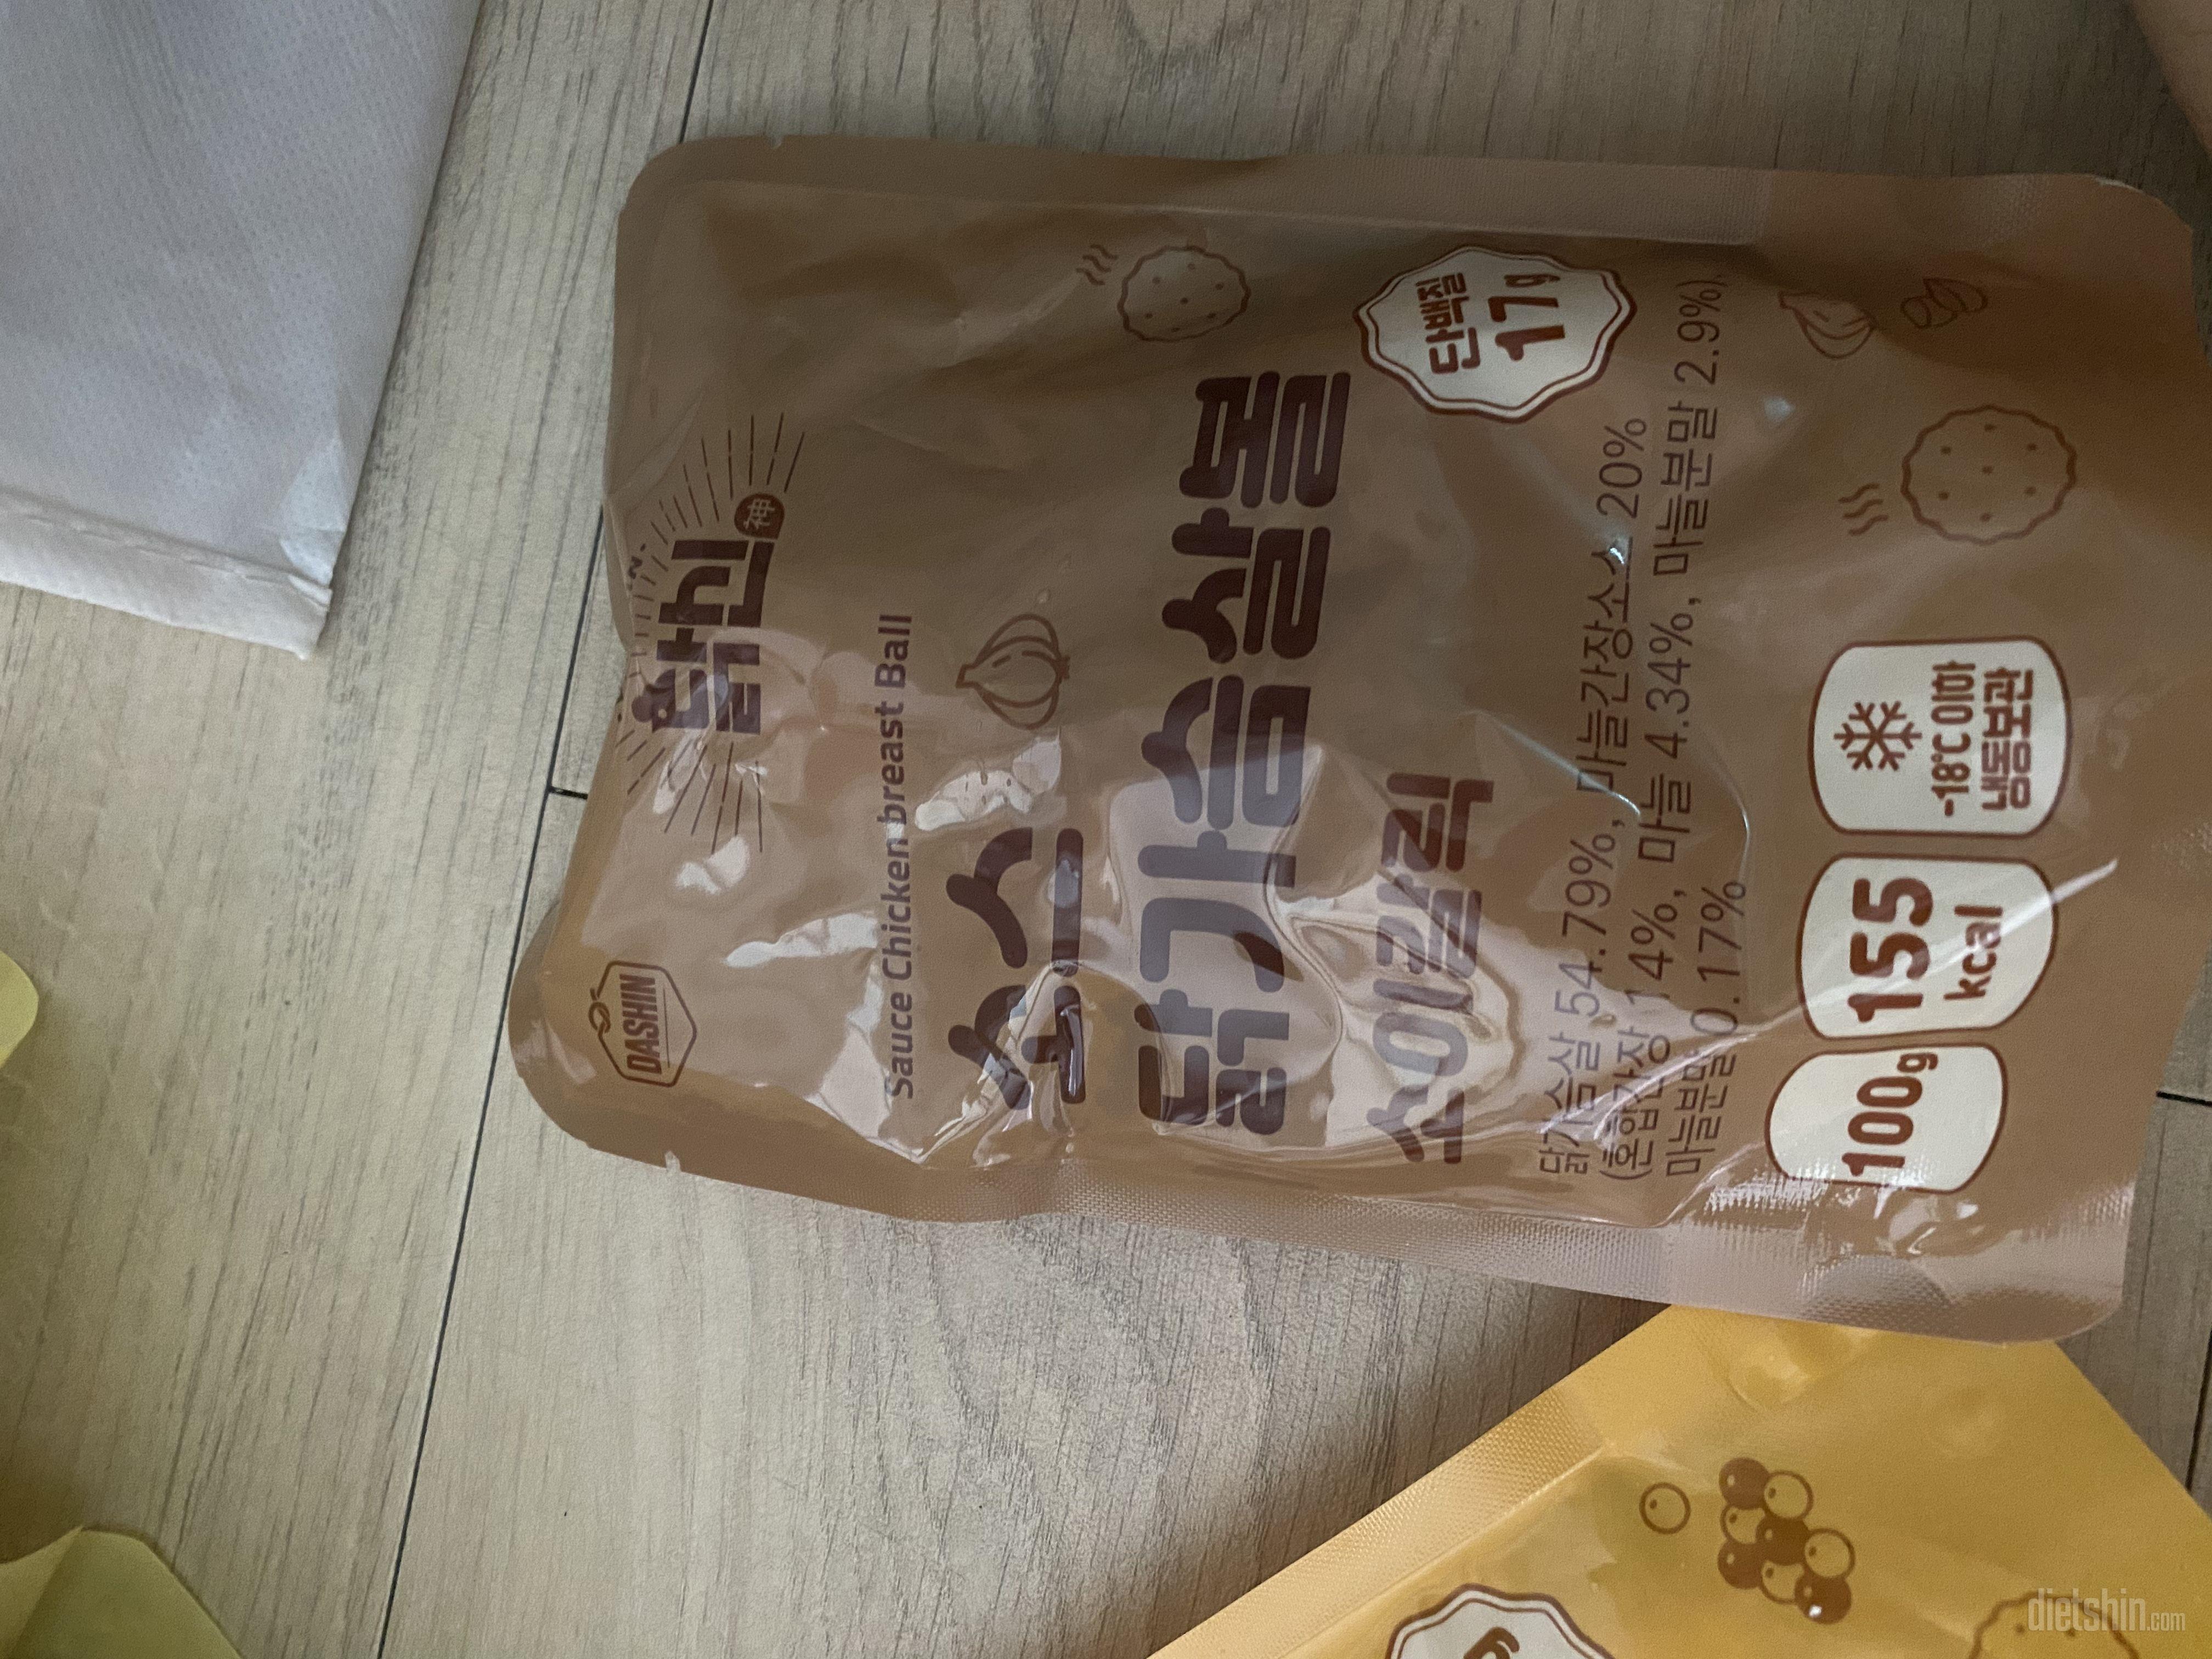 DASHIN
닭신 神
Sauce Chicken breast Ball
소스
닭가슴살볼
소이갈릭
단백질
17g
닭가슴살 54.79%, 마늘간장소스 20%
(혼합간장 14%, 마늘 4.34%, 마늘분말 2.9%),
마늘분말 0.17%
100g
155
kcal
-18℃ 이하
냉동보관
dietshin.com